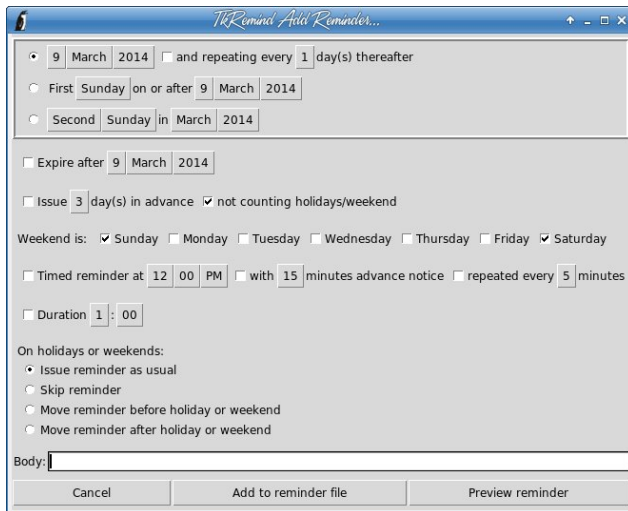 TkRemind Add Reminder...
9 March 2014 and repeating every 1 day(s) thereafter
First Sunday on or after 9 March 2014
Second Sunday in March 2014
Expire after 9 March 2014
Issue 3 day(s) in advance not counting holidays/weekend
Weekend is: Sunday Monday Tuesday Wednesday Thursday Friday Saturday
Timed reminder at 12 00 PM with 15 minutes advance notice repeated every 5 minutes
Duration 1 : 00
On holidays or weekends:
Issue reminder as usual
Skip reminder
Move reminder before holiday or weekend
Move reminder after holiday or weekend
Body:
Cancel Add to reminder file Preview reminder